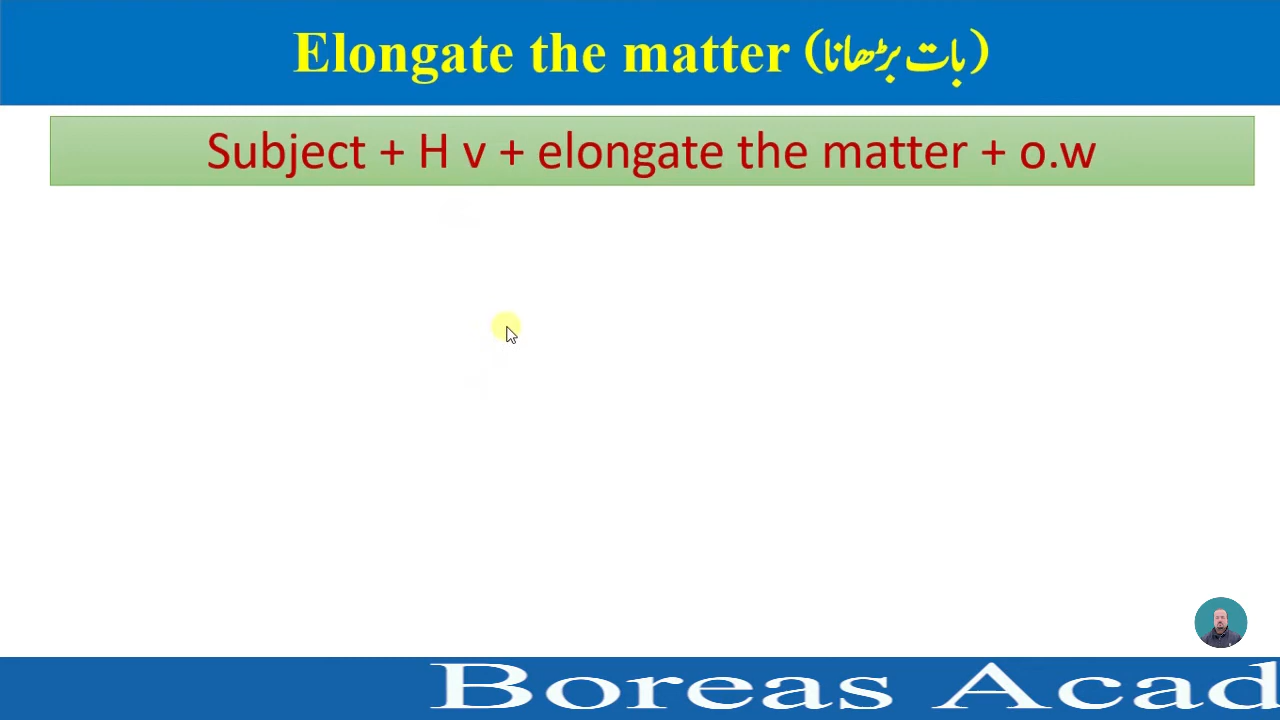 Elongate the matter (بات بڑھانا)
Subject + H v + elongate the matter + o.w
Boreas Acad